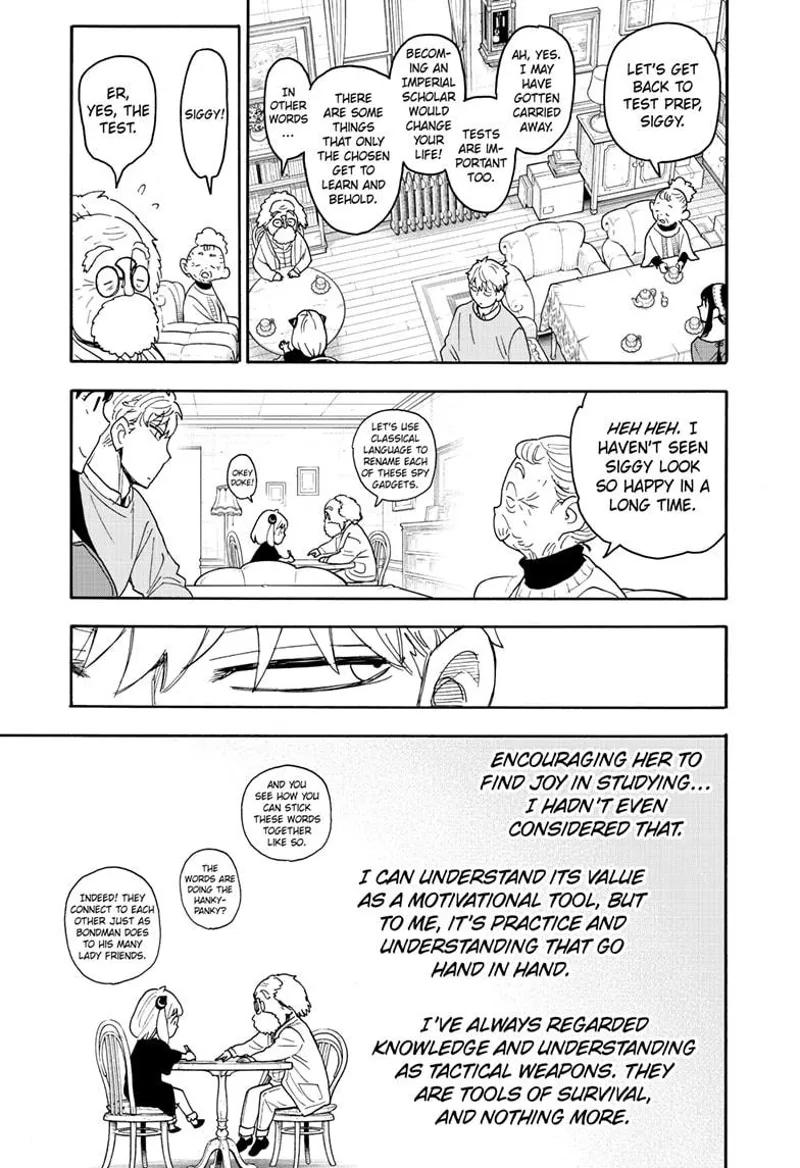 LET'S GET
BACK TO
TEST PREP,
SIGGY.
AH, YES.
I MAY
HAVE
GOTTEN
CARRIED
AWAY.
TESTS
ARE IM-
PORTANT
TOO.
BECOM-
ING AN
IMPERIAL
SCHOLAR
WOULD
CHANGE
YOUR
LIFE!
THERE
ARE SOME
THINGS
THAT ONLY
THE CHOSEN
GET TO
LEARN AND
BEHOLD.
IN
OTHER
WORDS
...
SIGGY!
ER,
YES, THE
TEST.
HEH HEH. I
HAVEN'T SEEN
SIGGY LOOK
SO HAPPY IN A
LONG TIME.
LET'S USE
CLASSICAL
LANGUAGE TO
RENAME EACH
OF THESE SPY
GADGETS.
OKEY
DOKE!
ENCOURAGING HER TO
FIND JOY IN STUDYING...
I HADN'T EVEN
CONSIDERED THAT.
I CAN UNDERSTAND ITS VALUE
AS A MOTIVATIONAL TOOL, BUT
TO ME, IT'S PRACTICE AND
UNDERSTANDING THAT GO
HAND IN HAND.
I'VE ALWAYS REGARDED
KNOWLEDGE AND UNDERSTANDING
AS TACTICAL WEAPONS. THEY
ARE TOOLS OF SURVIVAL,
AND NOTHING MORE.
AND YOU
SEE HOW YOU
CAN STICK
THESE WORDS
TOGETHER
LIKE SO.
THE
WORDS ARE
DOING THE
HANKY-
PANKY?
INDEED! THEY
CONNECT TO EACH
OTHER JUST AS
BONDMAN DOES
TO HIS MANY
LADY FRIENDS.